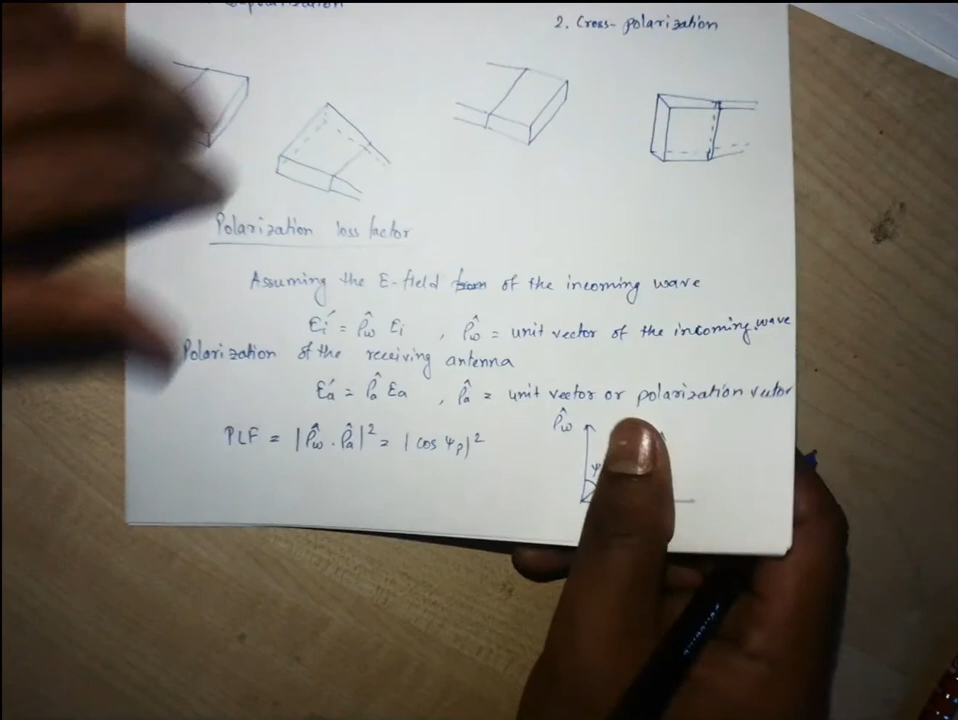 2. Cross-polarization
Polarization loss factor
Assuming the E-field of the incoming wave
Ei' = ρ̂w Ei , ρ̂w = unit vector of the incoming wave
Polarization of the receiving antenna
Ea' = ρ̂a Ea , ρ̂a = unit vector or polarization vector
PLF = |ρ̂w · ρ̂a|² = |cos ψp|²
ρ̂w
ψ